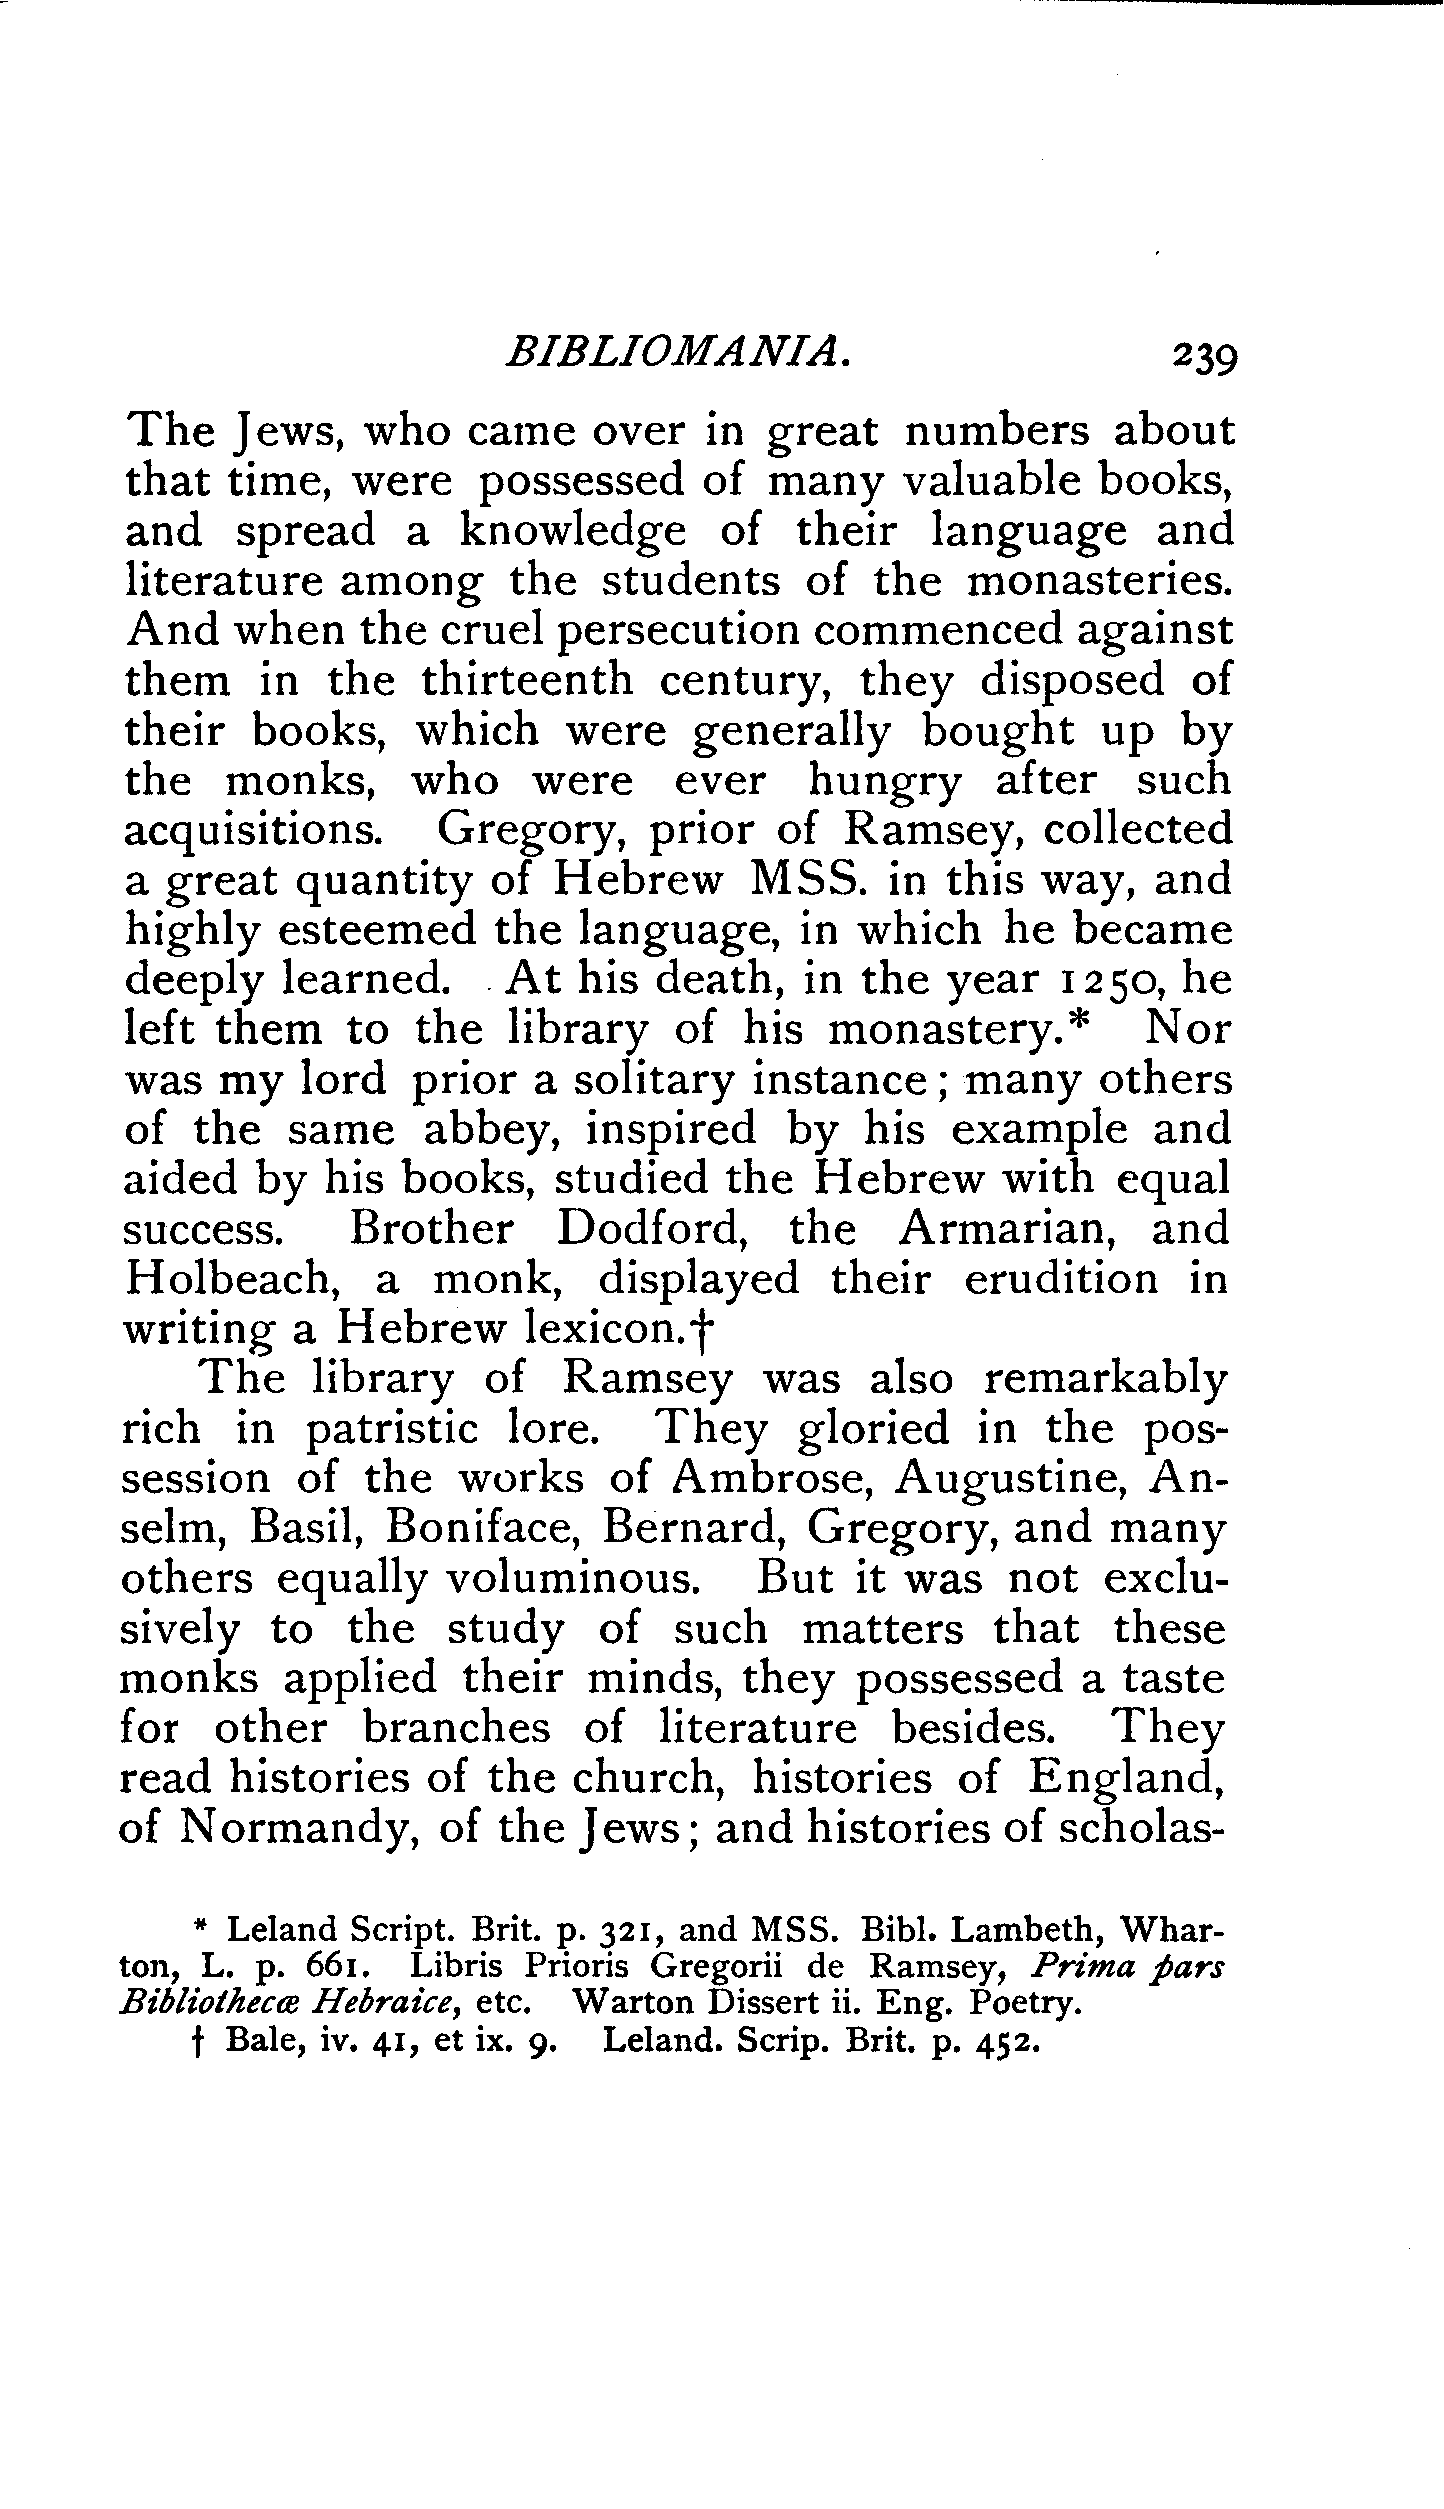 BIBLIOMANIA. 239
The Jews, who came over in great numbers about
that time, were possessed of many valuable books,
and spread a knowledge of their language and
literature among the students of the monasteries.
And when the cruel persecution commenced against
them in the thirteenth century, they disposed of
their books, which were generally bought up by
the monks, who were ever hungry after such
acquisitions. Gregory, prior of Ramsey, collected
a great quantity of Hebrew MSS. in this way, and
highly esteemed the language, in which he became
deeply learned. At his death, in the year 1250, he
left them to the library of his monastery.* Nor
was my lord prior a solitary instance; many others
of the same abbey, inspired by his example and
aided by his books, studied the Hebrew with equal
success. Brother Dodford, the Armarian, and
Holbeach, a monk, displayed their erudition in
writing a Hebrew lexicon.†
The library of Ramsey was also remarkably
rich in patristic lore. They gloried in the pos-
session of the works of Ambrose, Augustine, An-
selm, Basil, Boniface, Bernard, Gregory, and many
others equally voluminous. But it was not exclu-
sively to the study of such matters that these
monks applied their minds, they possessed a taste
for other branches of literature besides. They
read histories of the church, histories of England,
of Normandy, of the Jews; and histories of scholas-
* Leland Script. Brit. p. 321, and MSS. Bibl. Lambeth, Whar-
ton, L. p. 661. Libris Prioris Gregorii de Ramsey, Prima pars
Bibliothecæ Hebraice, etc. Warton Dissert ii. Eng. Poetry.
† Bale, iv. 41, et ix. 9. Leland. Scrip. Brit. p. 452.